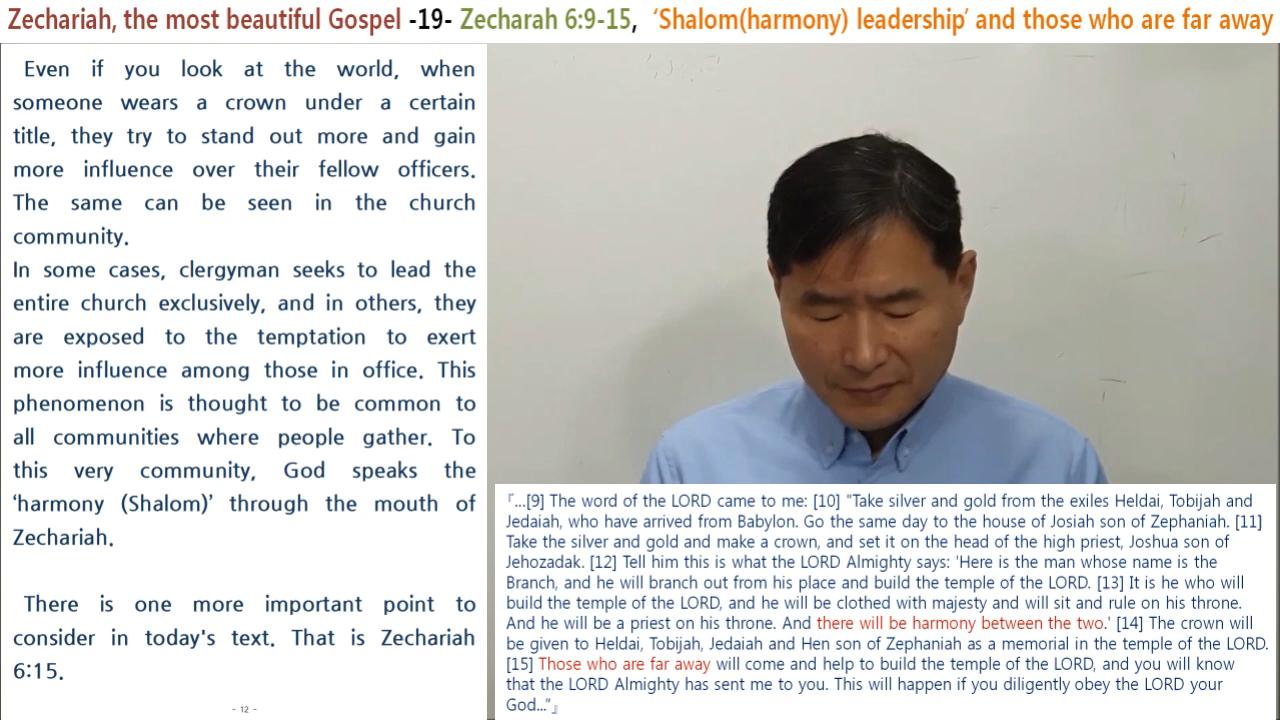 Zechariah, the most beautiful Gospel -19- Zecharah 6:9-15, ‘Shalom(harmony) leadership’ and those who are far away
Even if you look at the world, when
someone wears a crown under a certain
title, they try to stand out more and gain
more influence over their fellow officers.
The same can be seen in the church
community.
In some cases, clergyman seeks to lead the
entire church exclusively, and in others, they
are exposed to the temptation to exert
more influence among those in office. This
phenomenon is thought to be common to
all communities where people gather. To
this very community, God speaks the
‘harmony (Shalom)’ through the mouth of
Zechariah.
There is one more important point to
consider in today's text. That is Zechariah
6:15.
- 12 -
『...[9] The word of the LORD came to me: [10] "Take silver and gold from the exiles Heldai, Tobijah and
Jedaiah, who have arrived from Babylon. Go the same day to the house of Josiah son of Zephaniah. [11]
Take the silver and gold and make a crown, and set it on the head of the high priest, Joshua son of
Jehozadak. [12] Tell him this is what the LORD Almighty says: 'Here is the man whose name is the
Branch, and he will branch out from his place and build the temple of the LORD. [13] It is he who will
build the temple of the LORD, and he will be clothed with majesty and will sit and rule on his throne.
And he will be a priest on his throne. And there will be harmony between the two.' [14] The crown will
be given to Heldai, Tobijah, Jedaiah and Hen son of Zephaniah as a memorial in the temple of the LORD.
[15] Those who are far away will come and help to build the temple of the LORD, and you will know
that the LORD Almighty has sent me to you. This will happen if you diligently obey the LORD your
God..."』